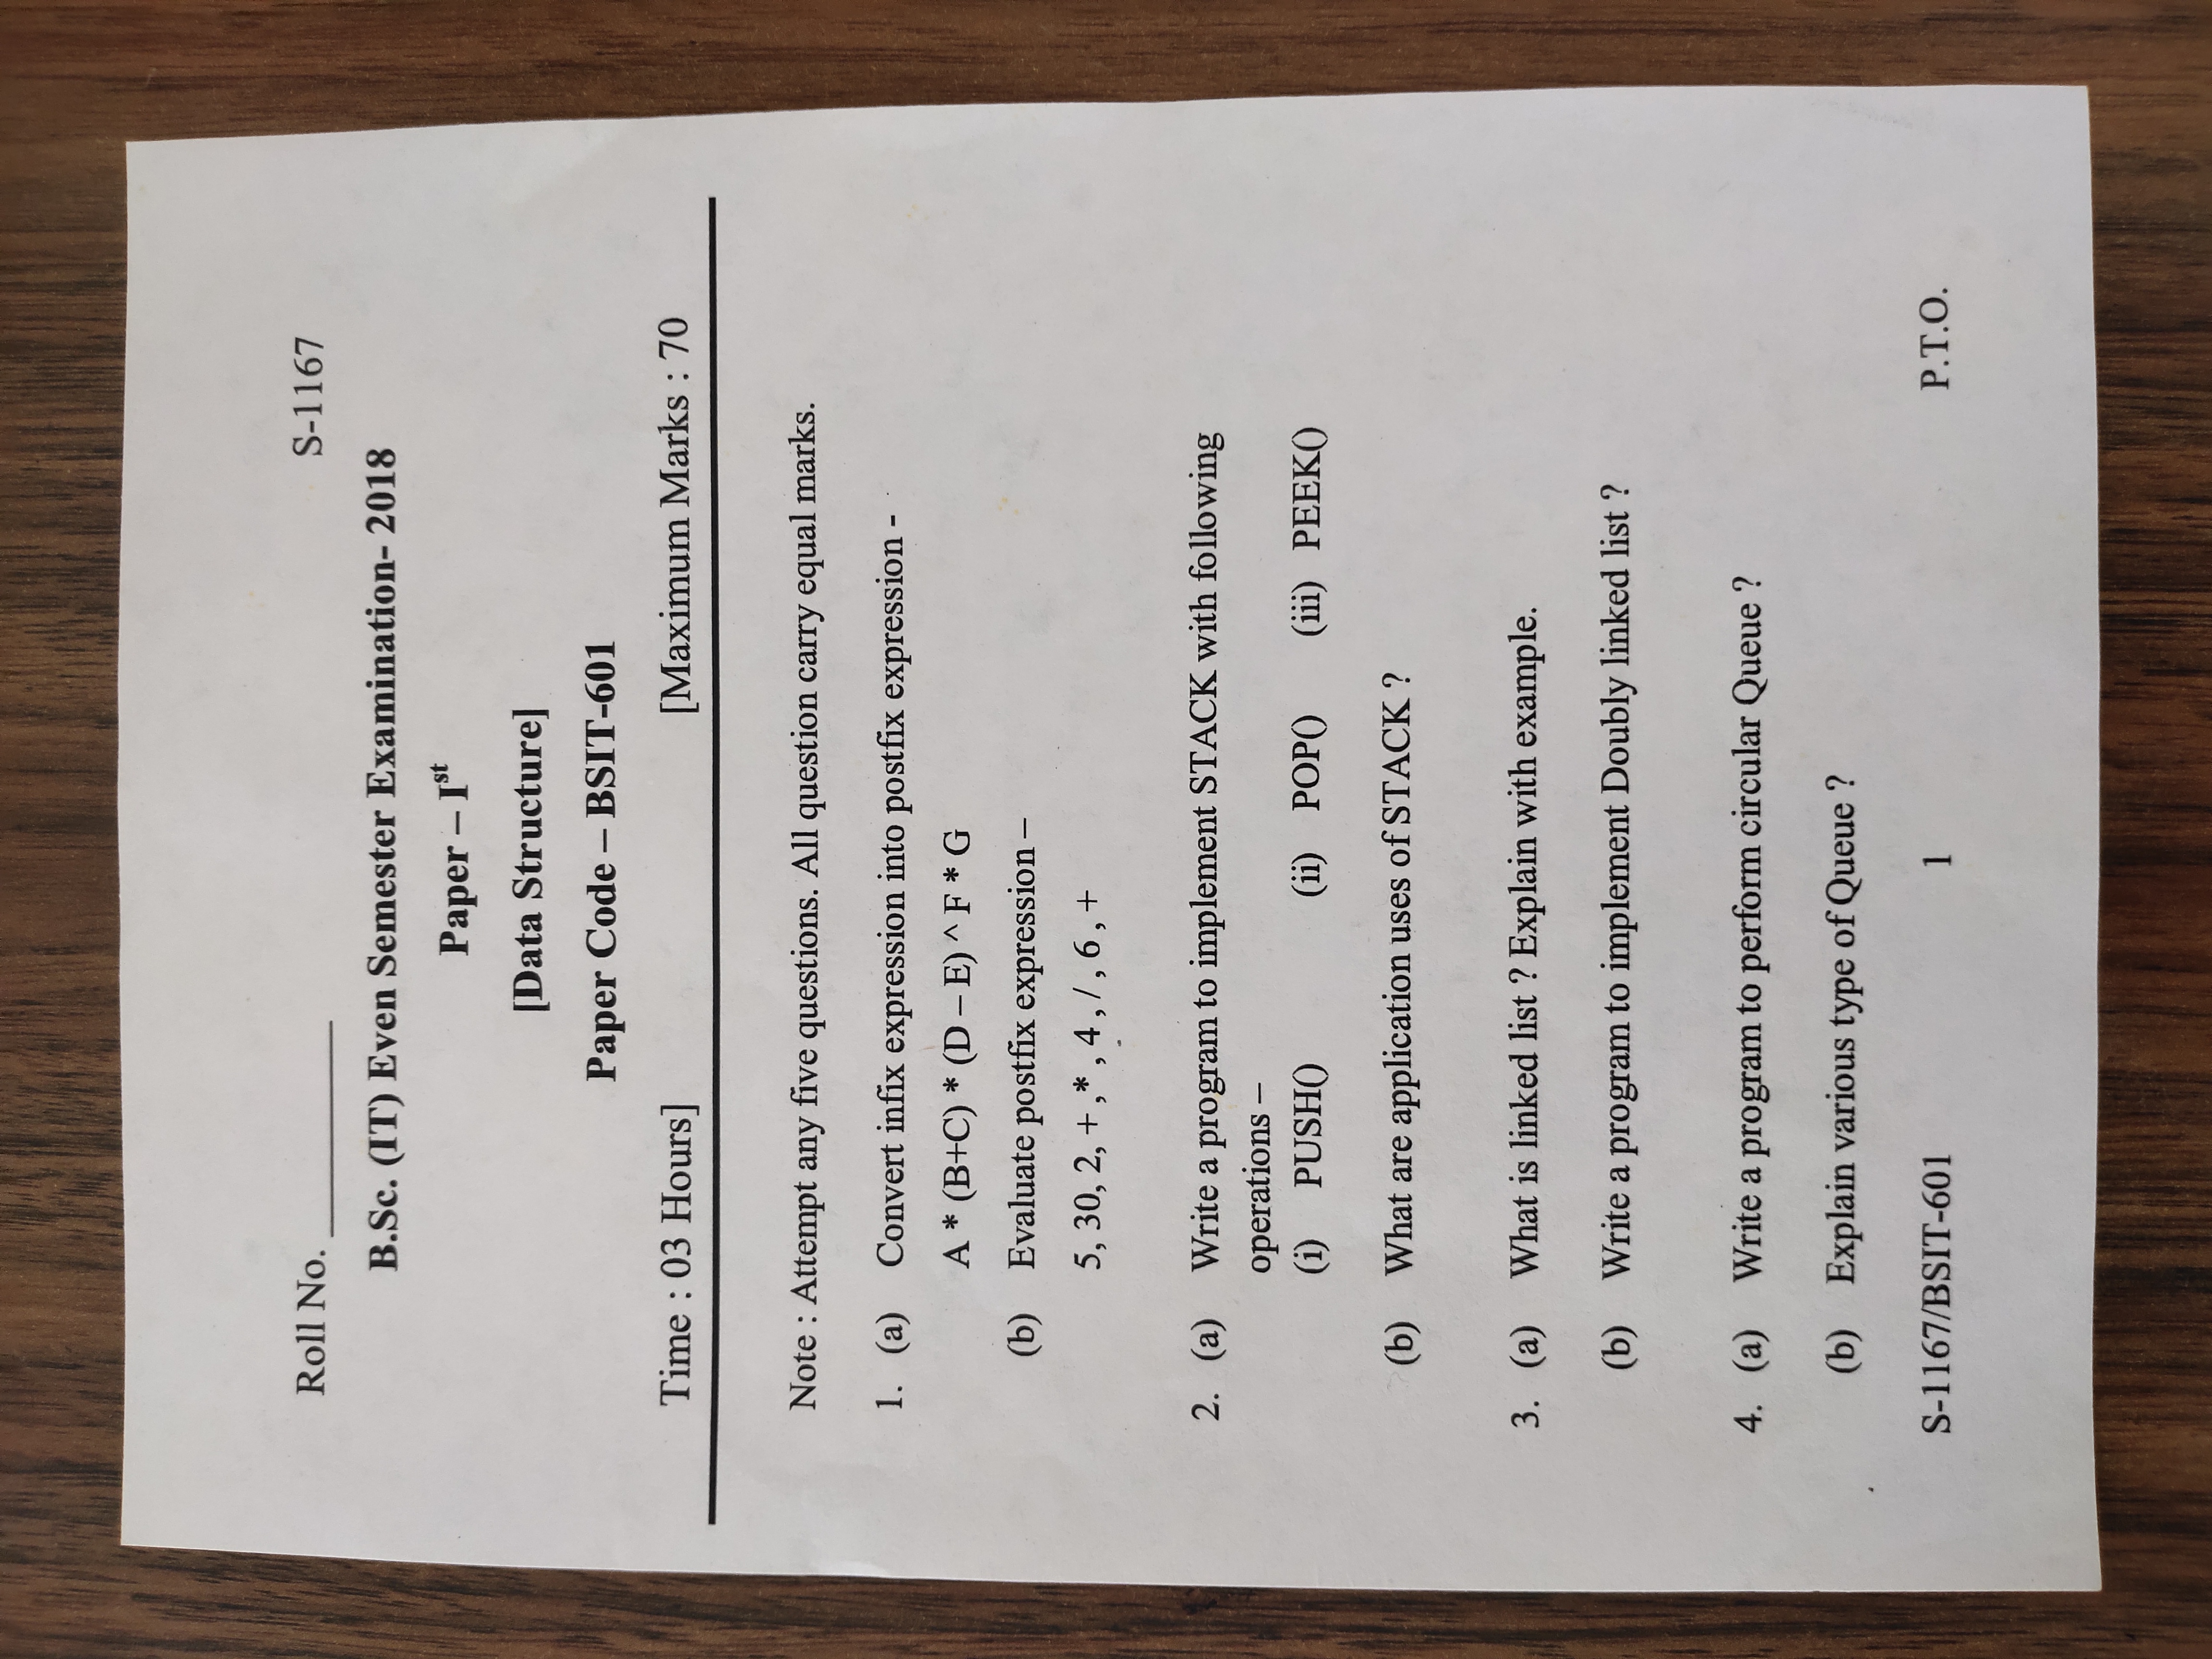 Roll No. __________ S-1167
B.Sc. (IT) Even Semester Examination- 2018
Paper – Ist
[Data Structure]
Paper Code – BSIT-601
Time : 03 Hours] [Maximum Marks : 70
Note : Attempt any five questions. All question carry equal marks.
1. (a) Convert infix expression into postfix expression -
A * (B+C) * (D – E) ^ F * G
(b) Evaluate postfix expression –
5, 30, 2, + ,* , 4 , / , 6 , +
2. (a) Write a program to implement STACK with following
operations –
(i) PUSH() (ii) POP() (iii) PEEK()
(b) What are application uses of STACK ?
3. (a) What is linked list ? Explain with example.
(b) Write a program to implement Doubly linked list ?
4. (a) Write a program to perform circular Queue ?
(b) Explain various type of Queue ?
S-1167/BSIT-601 1 P.T.O.